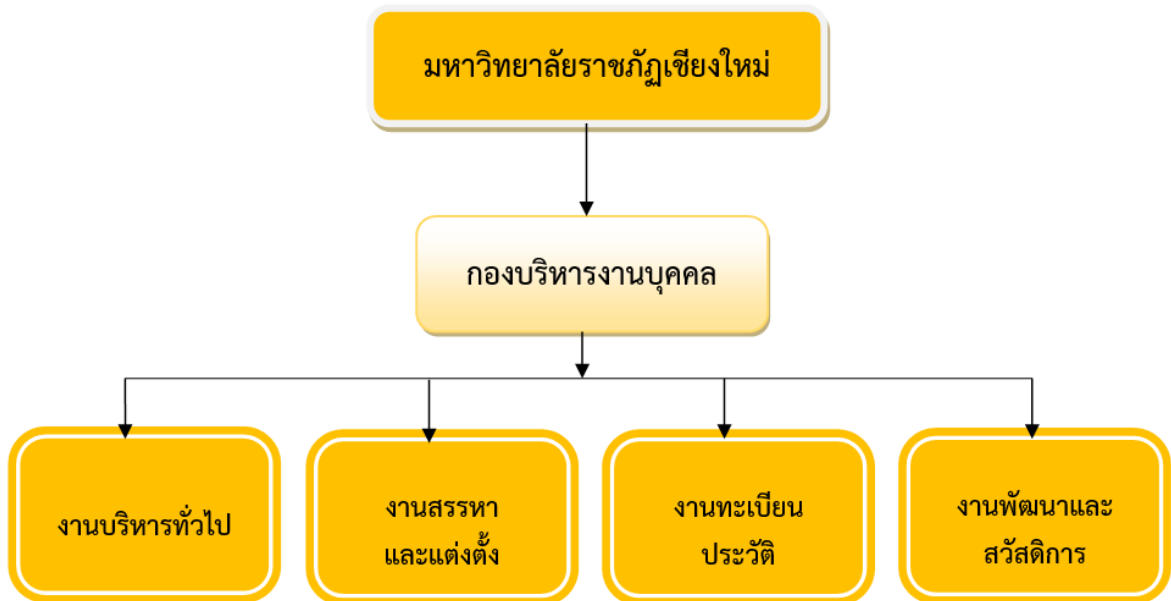 มหาวิทยาลัยราชภัฏเชียงใหม่
กองบริหารงานบุคคล
งานบริหารทั่วไป
งานสรรหา
และแต่งตั้ง
งานทะเบียน
ประวัติ
งานพัฒนาและ
สวัสดิการ